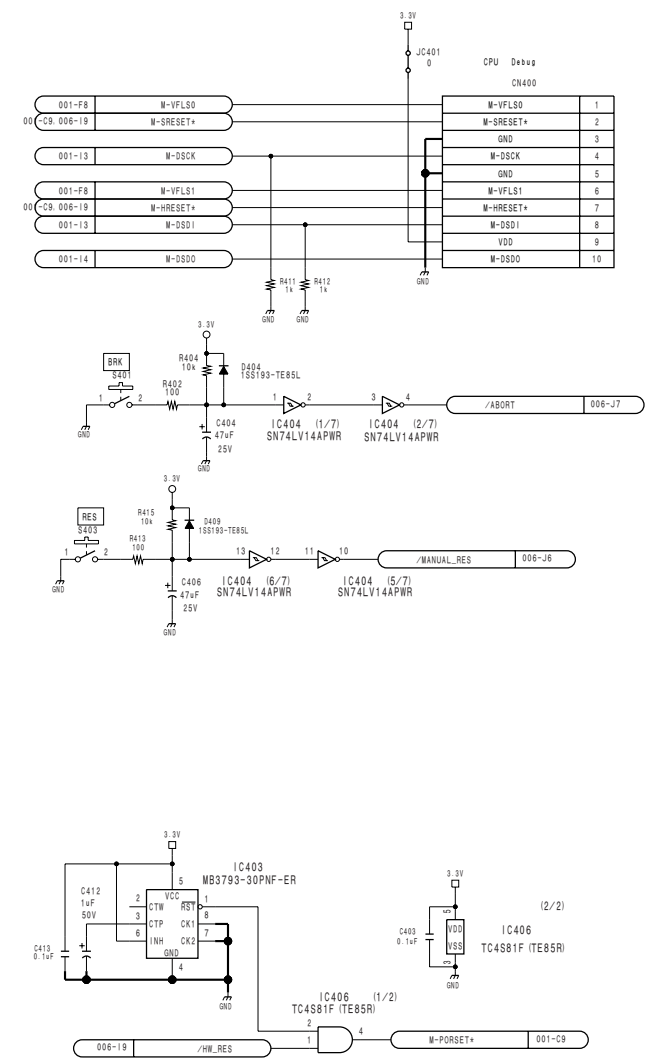 3.3V
JC401
0
CPU Debug
CN400
001-F8 M-VFLS0 M-VFLS0 1
001-C9, 006-I9 M-SRESET* M-SRESET* 2
GND 3
001-I3 M-DSCK M-DSCK 4
GND 5
001-F8 M-VFLS1 M-VFLS1 6
001-C9, 006-I9 M-HRESET* M-HRESET* 7
001-I3 M-DSDI M-DSDI 8
VDD 9
001-I4 M-DSDO M-DSDO 10
R411 R412
1k 1k
GND
GND GND
3.3V
BRK
S401
R404
10k
D404
1SS193-TE85L
R402
100
1 2 1 2 3 4 /ABORT 006-J7
GND
C404
47uF
25V
IC404 (1/7) IC404 (2/7)
SN74LV14APWR SN74LV14APWR
GND
3.3V
RES
S403
R415
10k
D409
1SS193-TE85L
R413
100
1 2 13 12 11 10 /MANUAL_RES 006-J6
GND
C406
47uF
25V
IC404 (6/7) IC404 (5/7)
SN74LV14APWR SN74LV14APWR
GND
3.3V
IC403
MB3793-30PNF-ER
C412
1uF
50V
5
VCC
2 CTW RST 1
3 CTP CK1 8
6 INH CK2 7
GND
4
C413
0.1uF
GND
3.3V
(2/2)
C403
0.1uF
5
VDD
VSS
3
IC406
TC4S81F(TE85R)
GND
IC406 (1/2)
TC4S81F(TE85R)
2
1
4
M-PORSET* 001-C9
006-I9 /HW_RES